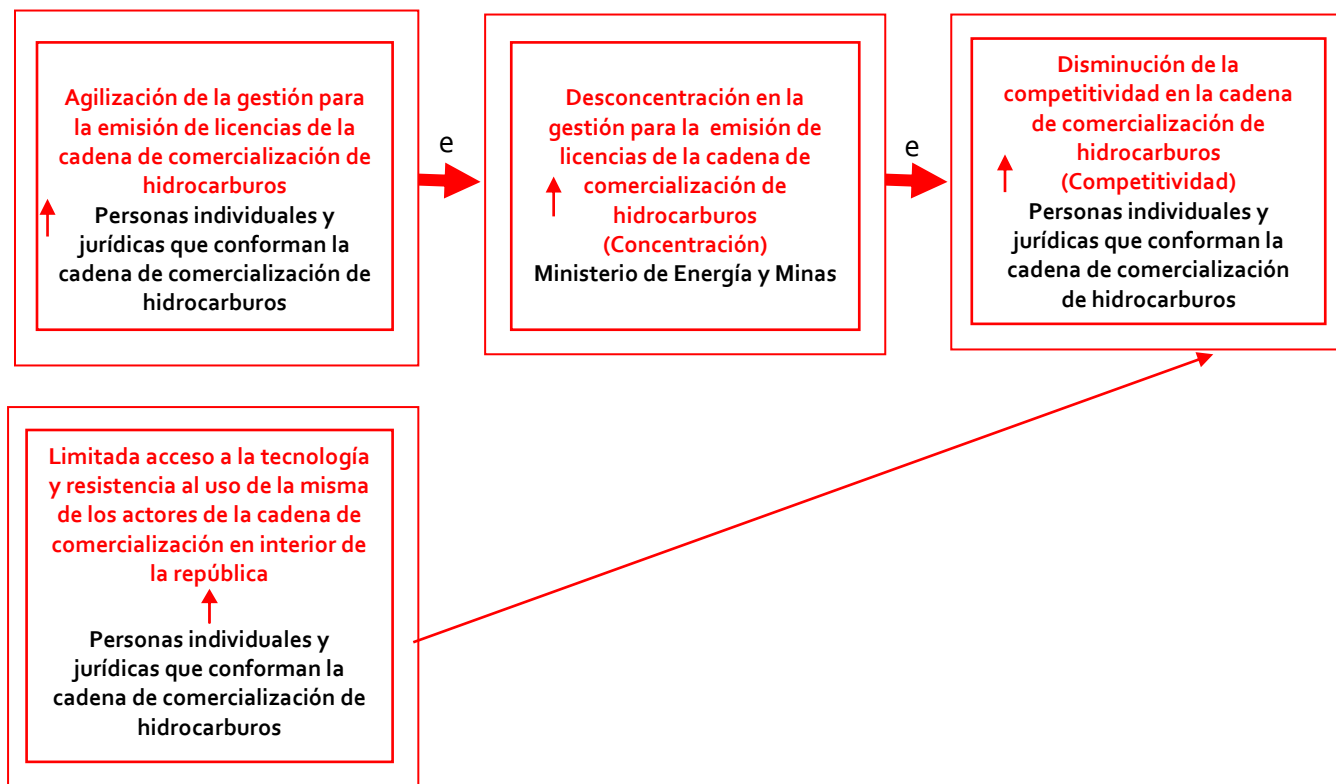 Agilización de la gestión para
la emisión de licencias de la
cadena de comercialización de
hidrocarburos
Personas individuales y
jurídicas que conforman la
cadena de comercialización de
hidrocarburos
e
Desconcentración en la
gestión para la emisión de
licencias de la cadena de
comercialización de
hidrocarburos
(Concentración)
Ministerio de Energía y Minas
e
Disminución de la
competitividad en la cadena
de comercialización de
hidrocarburos
(Competitividad)
Personas individuales y
jurídicas que conforman la
cadena de comercialización
de hidrocarburos
Limitada acceso a la tecnología
y resistencia al uso de la misma
de los actores de la cadena de
comercialización en interior de
la república
Personas individuales y
jurídicas que conforman la
cadena de comercialización de
hidrocarburos